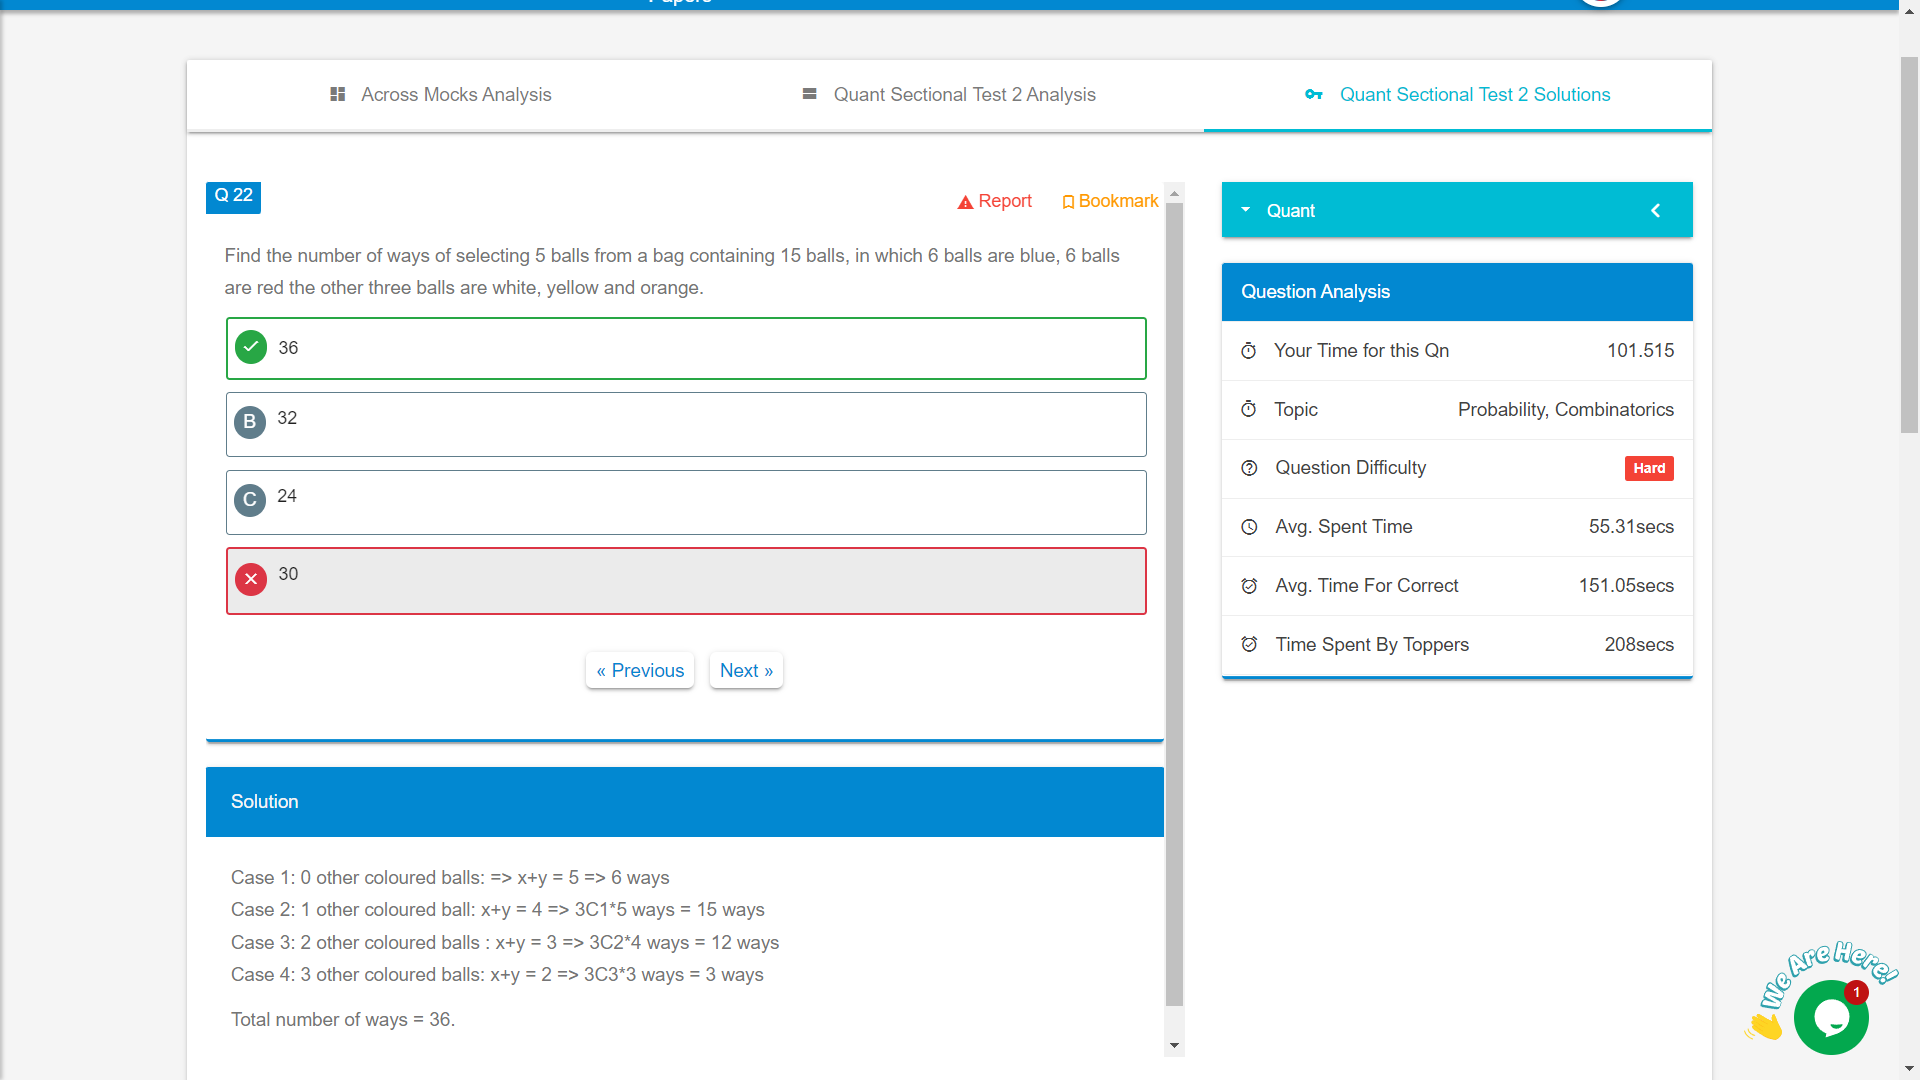 Papers
Across Mocks Analysis
Quant Sectional Test 2 Analysis
Quant Sectional Test 2 Solutions
Q 22
Report
Bookmark
Find the number of ways of selecting 5 balls from a bag containing 15 balls, in which 6 balls are blue, 6 balls
are red the other three balls are white, yellow and orange.
36
B 32
C 24
30
« Previous
Next »
Solution
Case 1: 0 other coloured balls: => x+y = 5 => 6 ways
Case 2: 1 other coloured ball: x+y = 4 => 3C1*5 ways = 15 ways
Case 3: 2 other coloured balls : x+y = 3 => 3C2*4 ways = 12 ways
Case 4: 3 other coloured balls: x+y = 2 => 3C3*3 ways = 3 ways
Total number of ways = 36.
Quant
Question Analysis
Your Time for this Qn 101.515
Topic Probability, Combinatorics
Question Difficulty Hard
Avg. Spent Time 55.31secs
Avg. Time For Correct 151.05secs
Time Spent By Toppers 208secs
We Are Here!
1